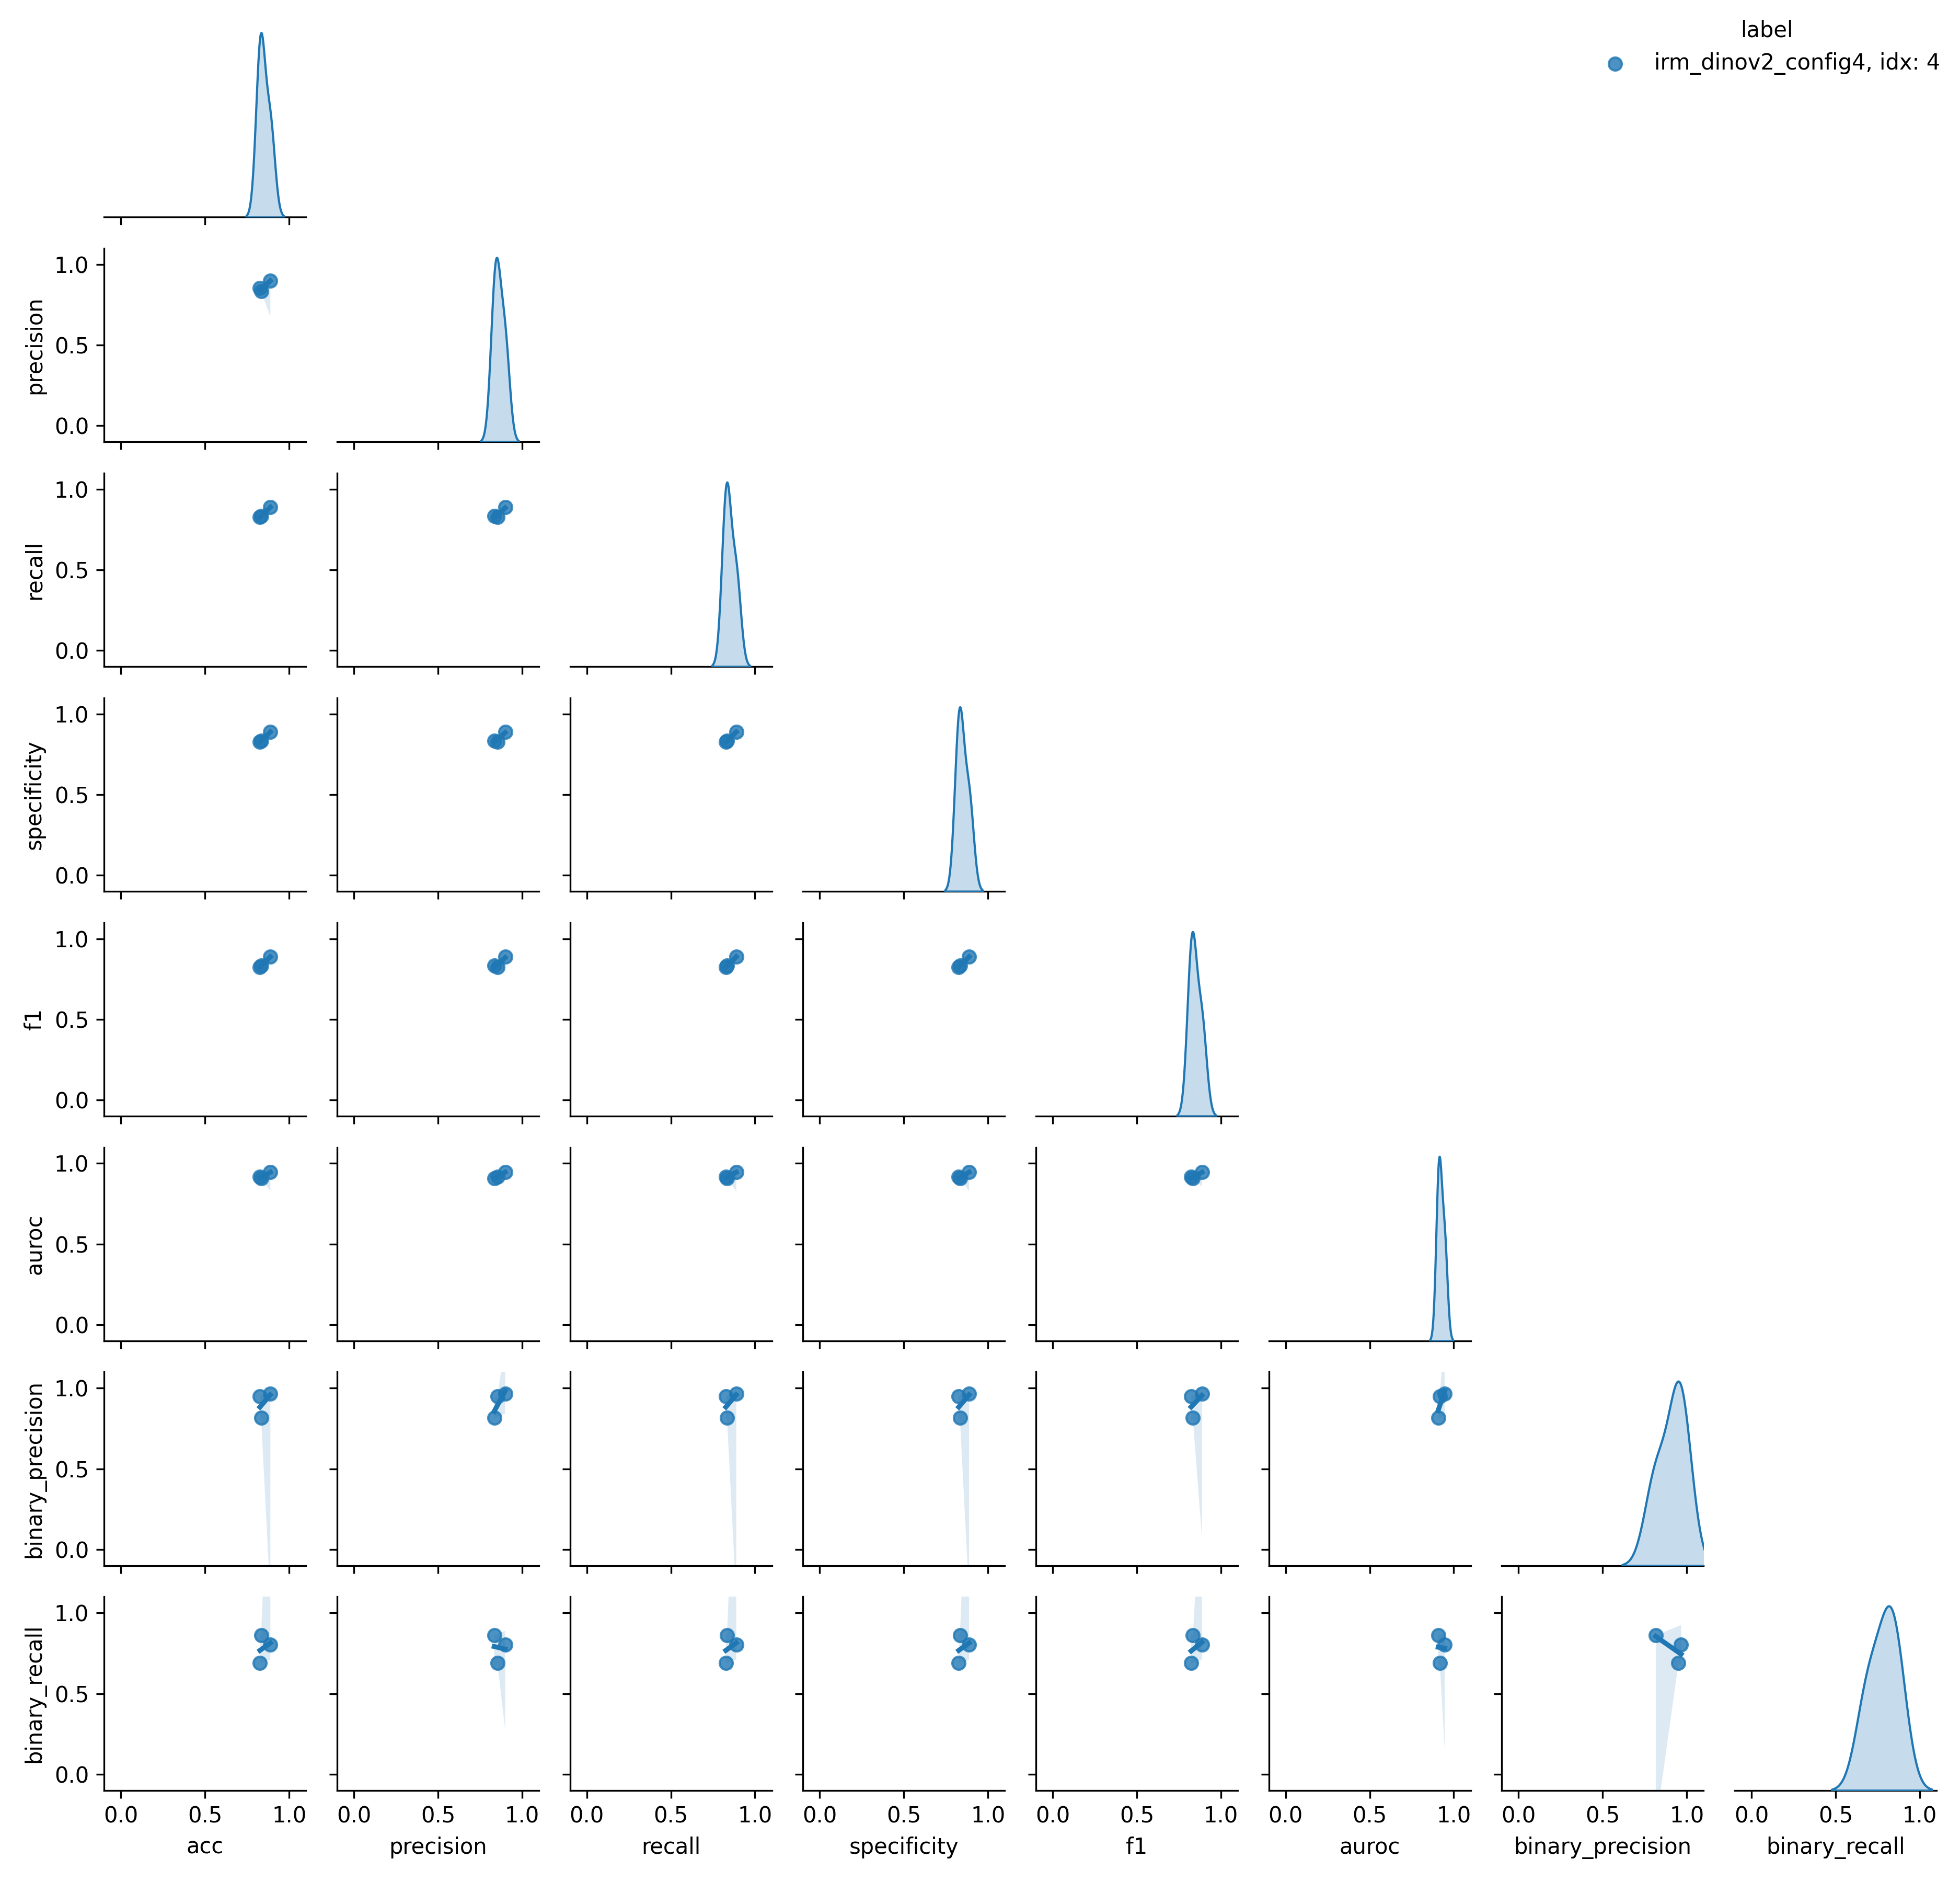 label
irm_dinov2_config4, idx: 4
1.0
0.5
0.0
precision
1.0
0.5
0.0
recall
1.0
0.5
0.0
specificity
1.0
0.5
0.0
f1
1.0
0.5
0.0
auroc
1.0
0.5
0.0
binary_precision
1.0
0.5
0.0
binary_recall
0.0 0.5 1.0 0.0 0.5 1.0 0.0 0.5 1.0 0.0 0.5 1.0 0.0 0.5 1.0 0.0 0.5 1.0 0.0 0.5 1.0 0.0 0.5 1.0
acc precision recall specificity f1 auroc binary_precision binary_recall